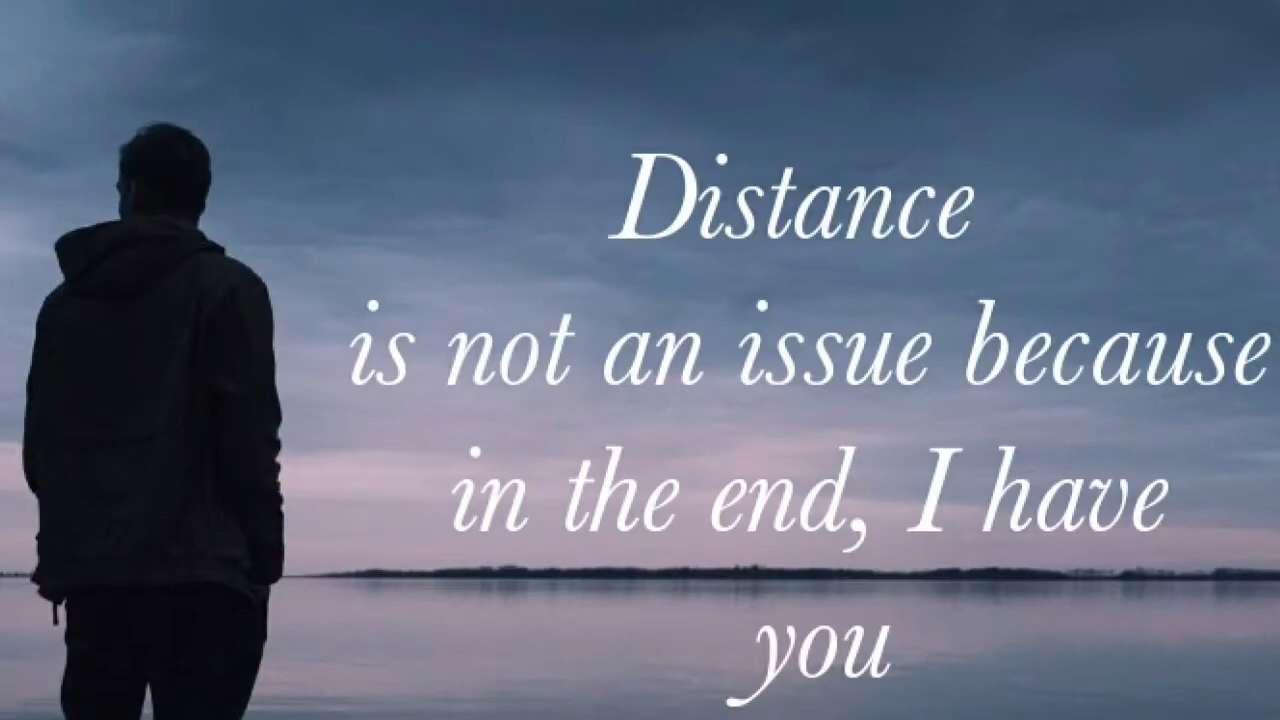 Distance
is not an issue because
in the end, I have
you